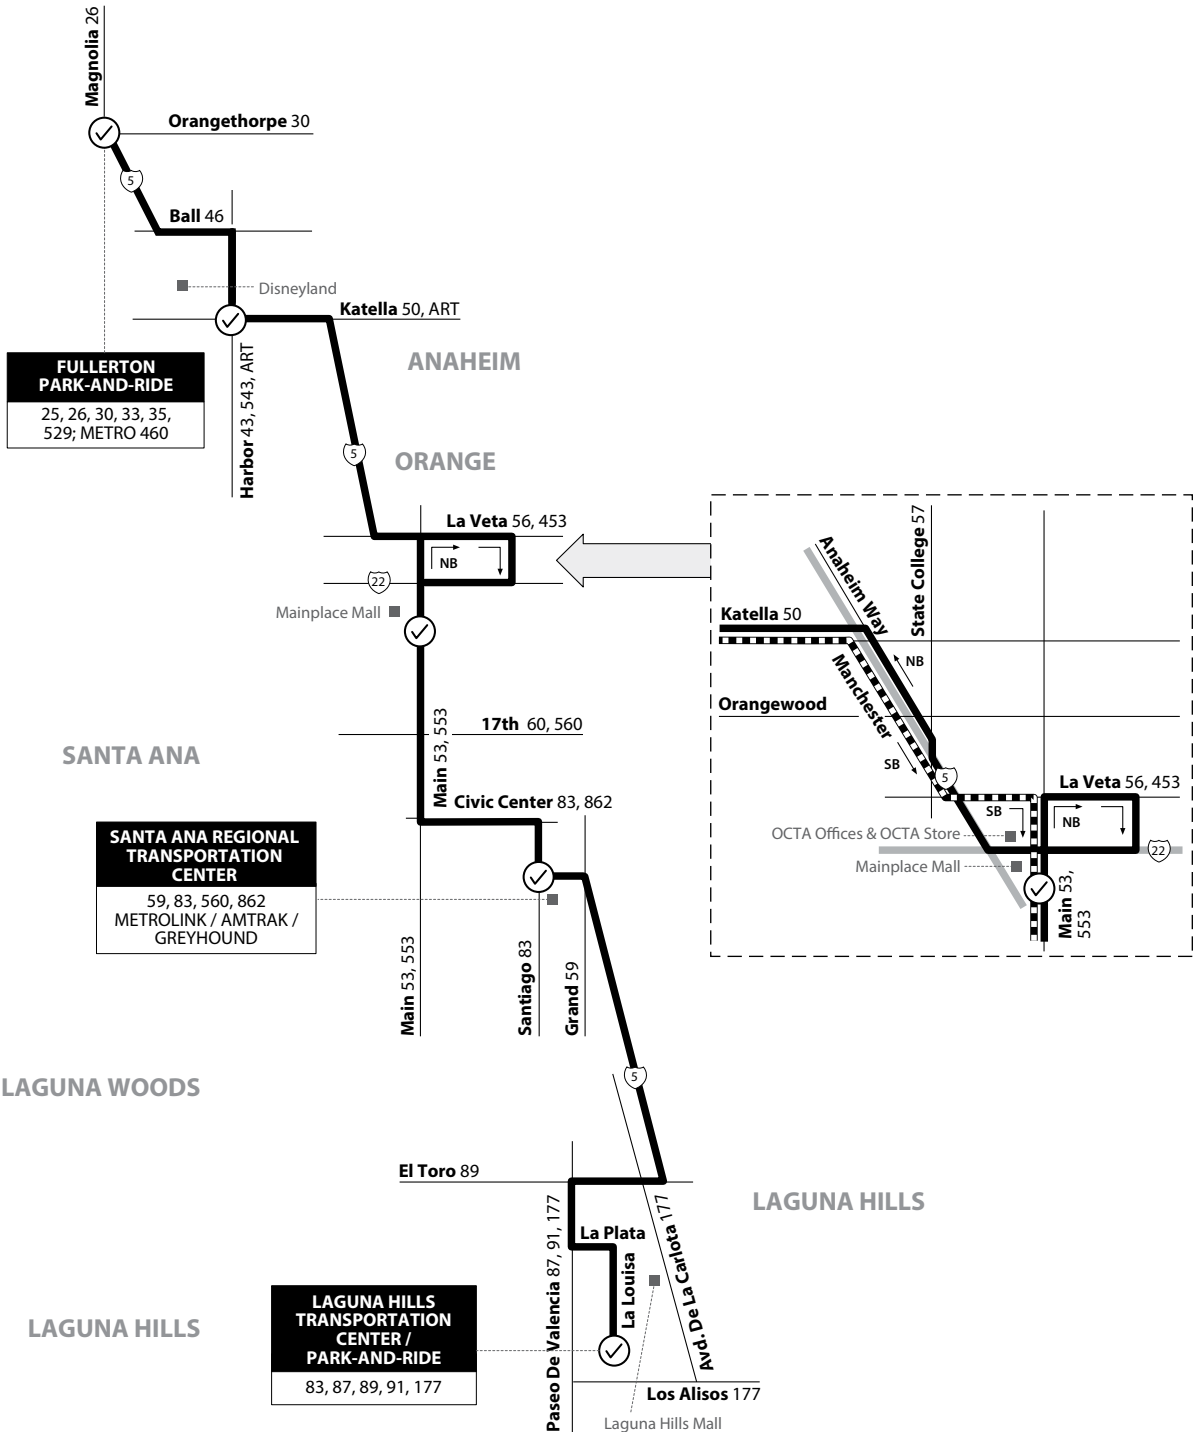 Magnolia 26
Orangethorpe 30
5
Ball 46
Disneyland
Katella 50, ART
ANAHEIM
FULLERTON
PARK-AND-RIDE
25, 26, 30, 33, 35,
529; METRO 460
Harbor 43, 543, ART
5
ORANGE
La Veta 56, 453
NB
22
Mainplace Mall
State College 57
Anaheim Way
Katella 50
NB
Manchester
Orangewood
SB
5
La Veta 56, 453
SB
NB
OCTA Offices & OCTA Store
22
Mainplace Mall
Main 53,
553
17th 60, 560
Main 53, 553
SANTA ANA
Civic Center 83, 862
SANTA ANA REGIONAL
TRANSPORTATION
CENTER
59, 83, 560, 862
METROLINK / AMTRAK /
GREYHOUND
Main 53, 553
Santiago 83
Grand 59
LAGUNA WOODS
5
El Toro 89
LAGUNA HILLS
Paseo De Valencia 87, 91, 177
La Plata
La Louisa
Avd. De La Carlota 177
LAGUNA HILLS
LAGUNA HILLS
TRANSPORTATION
CENTER /
PARK-AND-RIDE
83, 87, 89, 91, 177
Los Alisos 177
Laguna Hills Mall